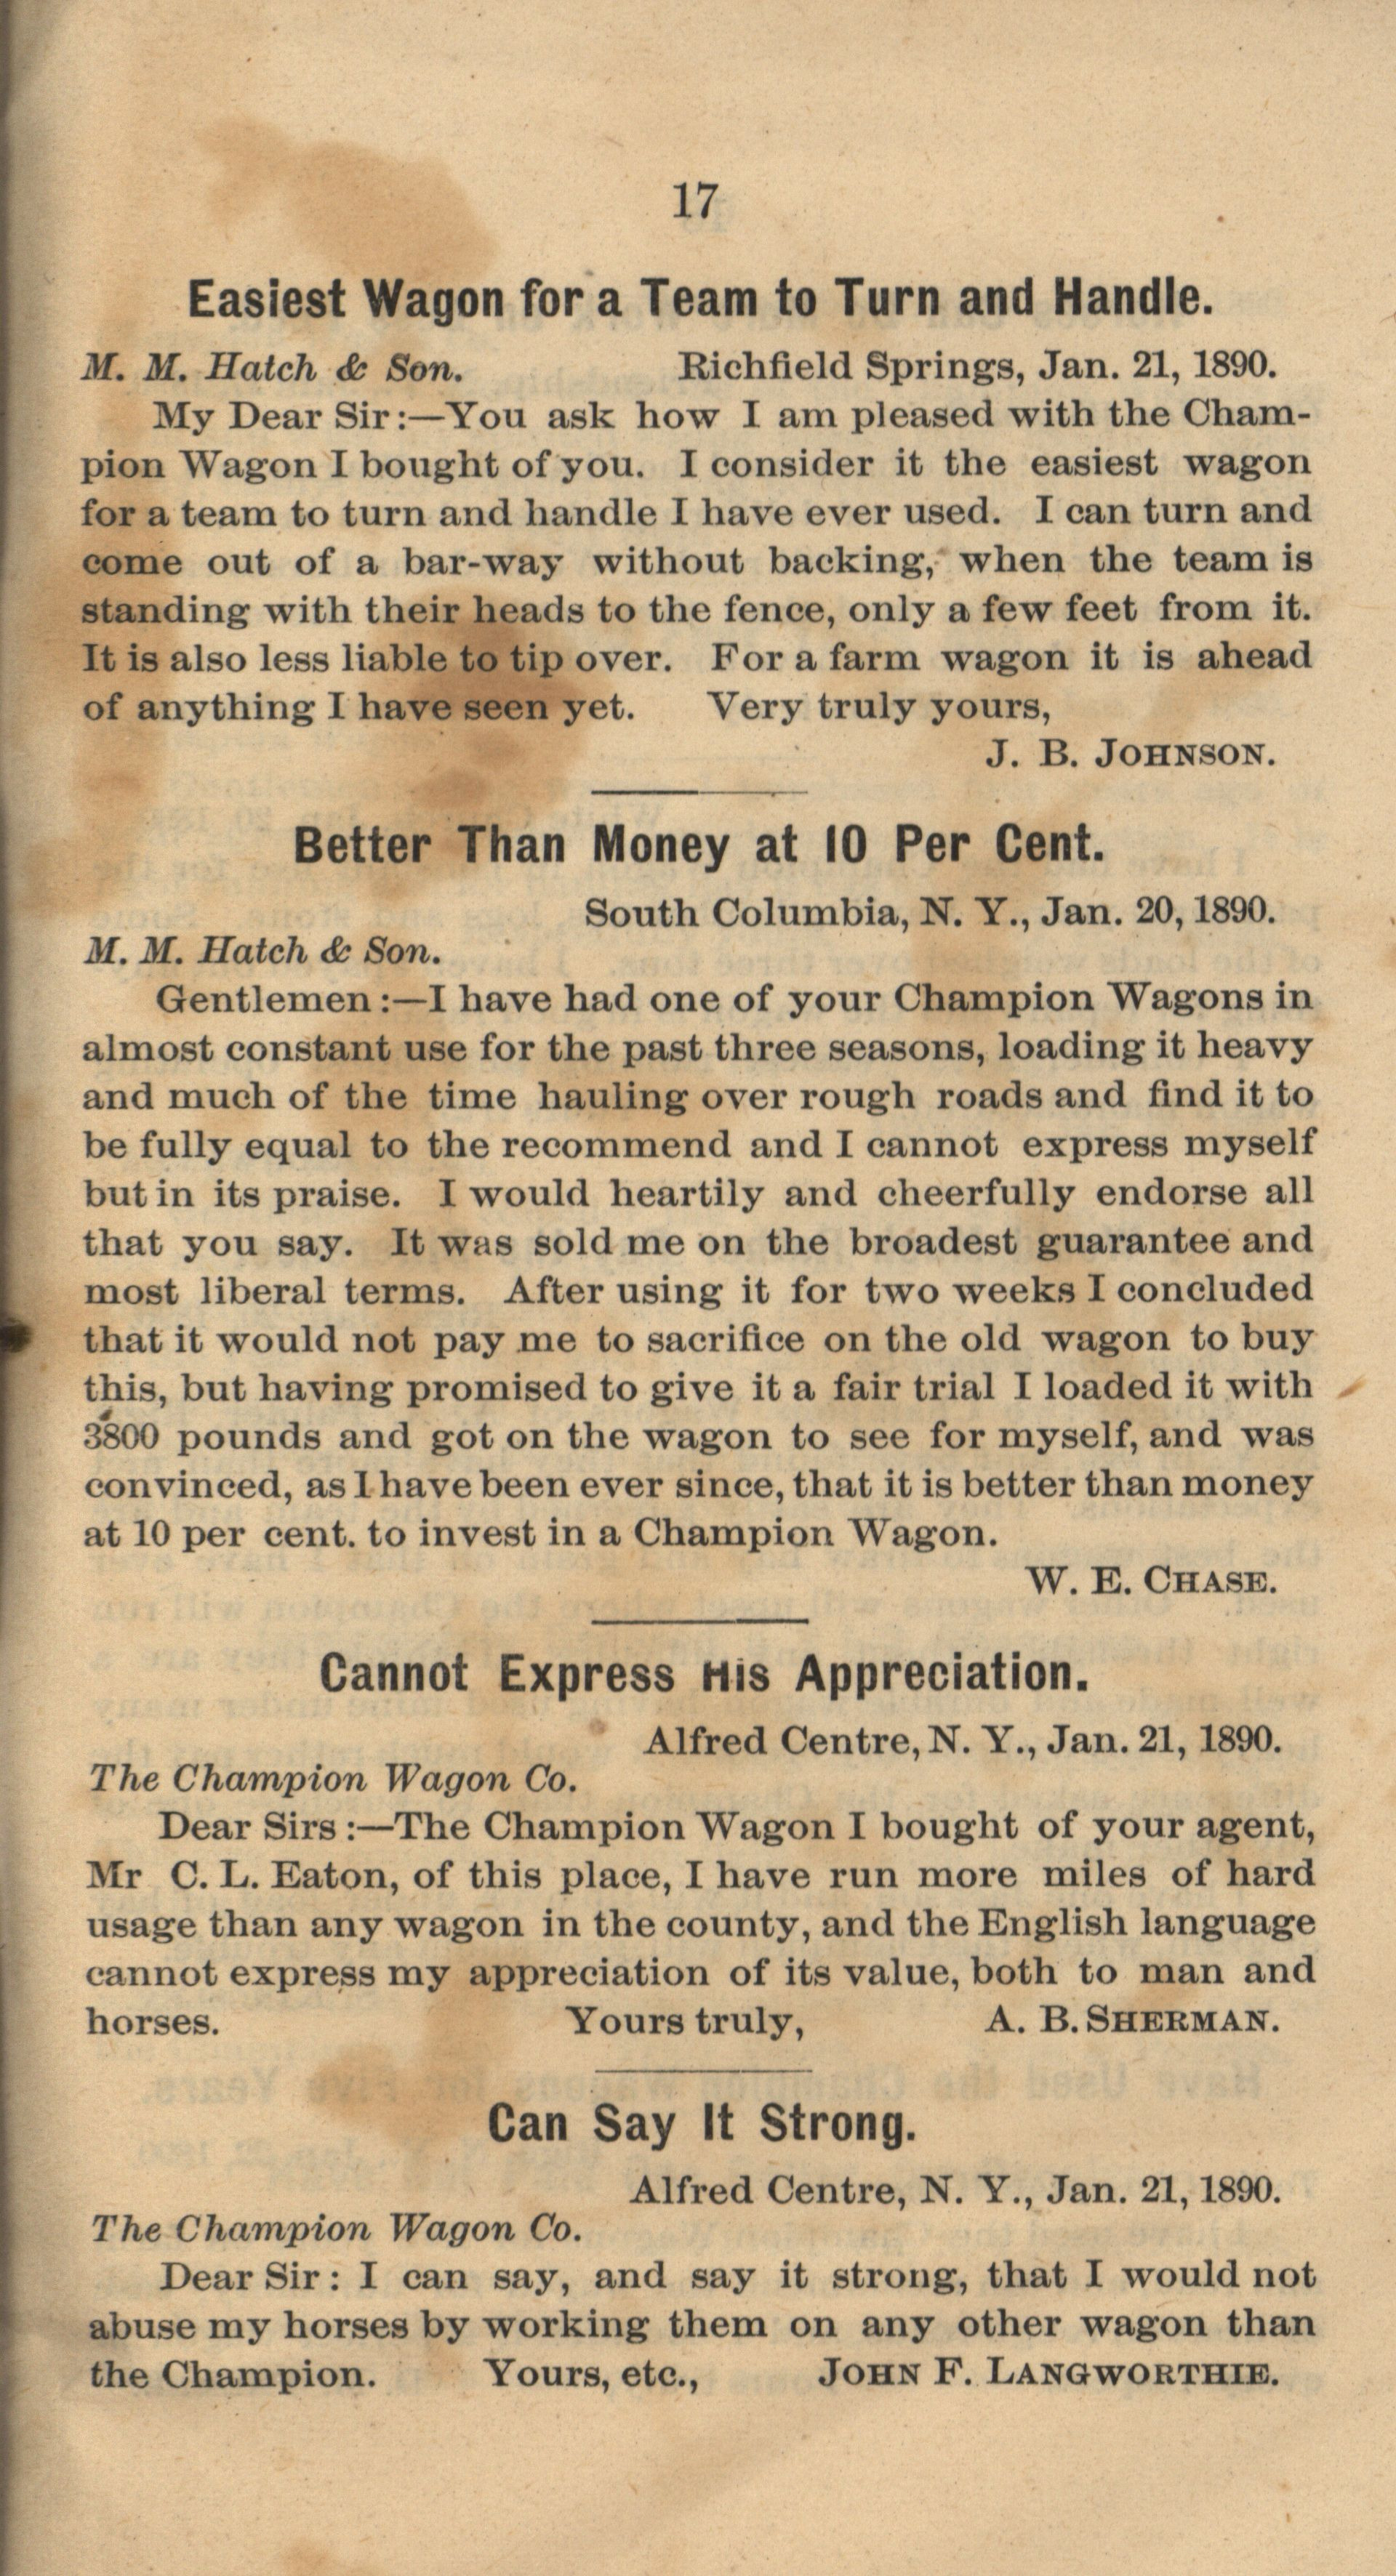 17
Easiest Wagon for a Team to Turn and Handle.
M. M. Hatch & Son. Richfield Springs, Jan. 21, 1890.
My Dear Sir:—You ask how I am pleased with the Cham-
pion Wagon I bought of you. I consider it the easiest wagon
for a team to turn and handle I have ever used. I can turn and
come out of a bar-way without backing, when the team is
standing with their heads to the fence, only a few feet from it.
It is also less liable to tip over. For a farm wagon it is ahead
of anything I have seen yet. Very truly yours,
J. B. Johnson.
Better Than Money at 10 Per Cent.
South Columbia, N. Y., Jan. 20, 1890.
M. M. Hatch & Son.
Gentlemen:—I have had one of your Champion Wagons in
almost constant use for the past three seasons, loading it heavy
and much of the time hauling over rough roads and find it to
be fully equal to the recommend and I cannot express myself
but in its praise. I would heartily and cheerfully endorse all
that you say. It was sold me on the broadest guarantee and
most liberal terms. After using it for two weeks I concluded
that it would not pay me to sacrifice on the old wagon to buy
this, but having promised to give it a fair trial I loaded it with
3800 pounds and got on the wagon to see for myself, and was
convinced, as I have been ever since, that it is better than money
at 10 per cent. to invest in a Champion Wagon.
W. E. Chase.
Cannot Express His Appreciation.
Alfred Centre, N. Y., Jan. 21, 1890.
The Champion Wagon Co.
Dear Sirs:—The Champion Wagon I bought of your agent,
Mr C. L. Eaton, of this place, I have run more miles of hard
usage than any wagon in the county, and the English language
cannot express my appreciation of its value, both to man and
horses. Yours truly, A. B. Sherman.
Can Say It Strong.
Alfred Centre, N. Y., Jan. 21, 1890.
The Champion Wagon Co.
Dear Sir: I can say, and say it strong, that I would not
abuse my horses by working them on any other wagon than
the Champion. Yours, etc., John F. Langworthie.